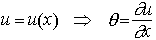 u = u(x) ⇒ θ = ∂u/∂x